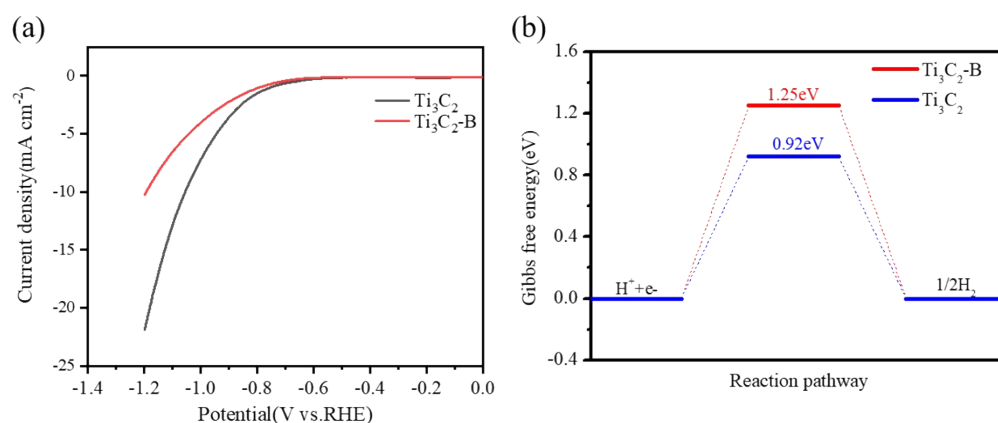 (a)
0
-5
-10
-15
-20
-25
-1.4
-1.2
-1.0
-0.8
-0.6
-0.4
-0.2
0.0
Current density(mA cm⁻²)
Potential(V vs.RHE)
Ti₃C₂
Ti₃C₂-B
(b)
1.6
1.2
0.8
0.4
0.0
-0.4
Gibbs free energy(eV)
Reaction pathway
Ti₃C₂-B
Ti₃C₂
1.25eV
0.92eV
H⁺+e-
1/2H₂